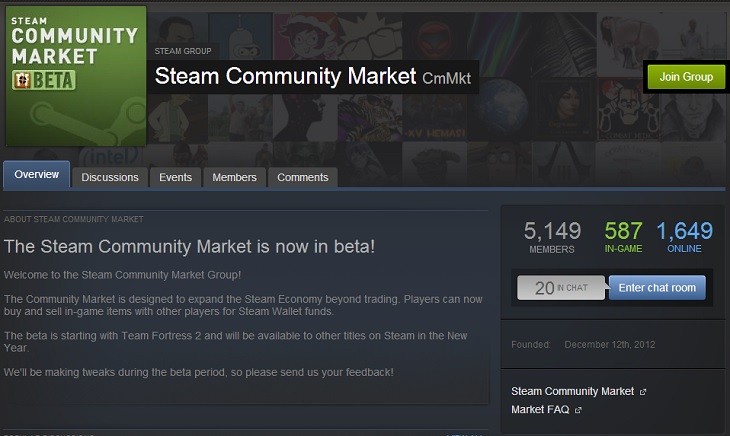 STEAM
COMMUNITY
MARKET
BETA
STEAM GROUP
Steam Community Market CmMkt
Join Group
Overview
Discussions
Events
Members
Comments
ABOUT STEAM COMMUNITY MARKET
The Steam Community Market is now in beta!
Welcome to the Steam Community Market Group!
The Community Market is designed to expand the Steam Economy beyond trading. Players can now
buy and sell in-game items with other players for Steam Wallet funds.
The beta is starting with Team Fortress 2 and will be available to other titles on Steam in the New
Year.
We'll be making tweaks during the beta period, so please send us your feedback!
5,149 587 1,649
MEMBERS IN-GAME ONLINE
20 IN CHAT Enter chat room
Founded: December 12th, 2012
Steam Community Market
Market FAQ